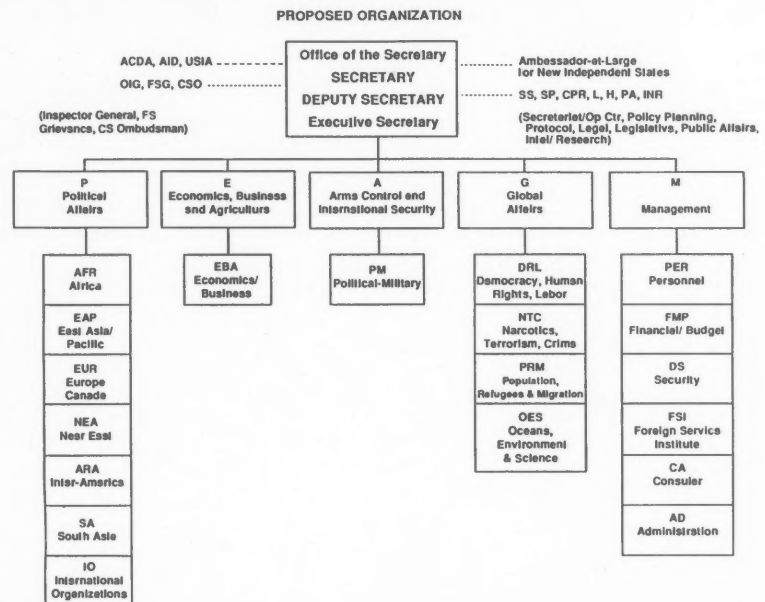 PROPOSED ORGANIZATION
ACDA, AID, USIA
OIG, FSG, CSO
(Inspector General, FS
Grievances, CS Ombudsman)
Office of the Secretary
SECRETARY
DEPUTY SECRETARY
Executive Secretary
Ambassador-at-Large
for New Independent States
SS, SP, CPR, L, H, PA, INR
(Secretariat/Op Ctr, Policy Planning,
Protocol, Legal, Legislative, Public Affairs,
Intel/ Research)
P
Political
Affairs
E
Economics, Business
and Agriculture
A
Arms Control and
International Security
G
Global
Affairs
M
Management
AFR
Africa
EAP
East Asia/
Pacific
EUR
Europe
Canada
NEA
Near East
ARA
Inter-America
SA
South Asia
IO
International
Organizations
EBA
Economics/
Business
PM
Political-Military
DRL
Democracy, Human
Rights, Labor
NTC
Narcotics,
Terrorism, Crime
PRM
Population,
Refugees & Migration
OES
Oceans,
Environment
& Science
PER
Personnel
FMP
Financial/ Budget
DS
Security
FSI
Foreign Service
Institute
CA
Consular
AD
Administration